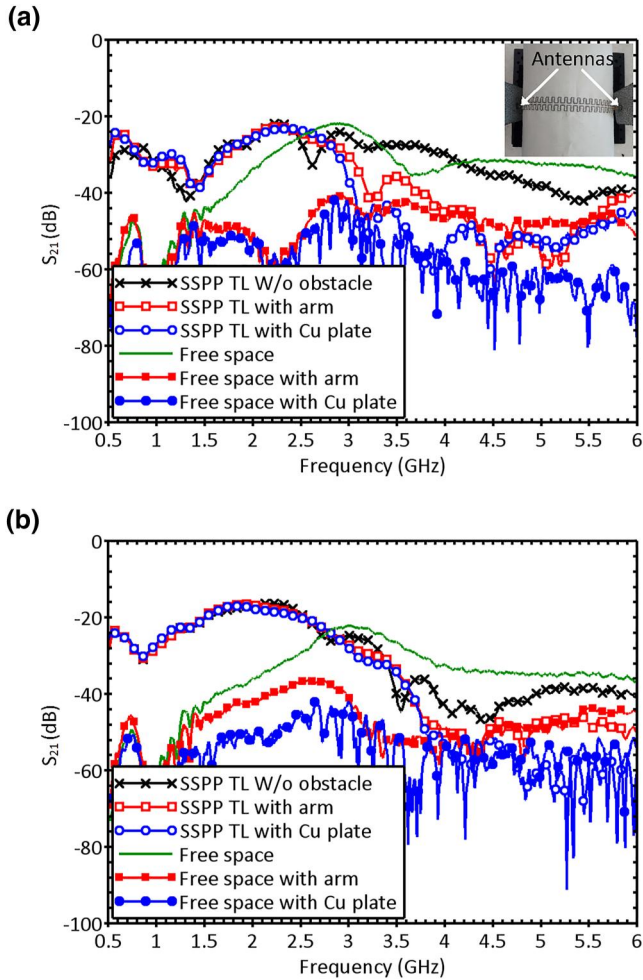 (a)
0
-20
-40
-60
-80
-100
S21 (dB)
Antennas
SSPP TL W/o obstacle
SSPP TL with arm
SSPP TL with Cu plate
Free space
Free space with arm
Free space with Cu plate
0.5 1 1.5 2 2.5 3 3.5 4 4.5 5 5.5 6
Frequency (GHz)
(b)
0
-20
-40
-60
-80
-100
S21 (dB)
SSPP TL W/o obstacle
SSPP TL with arm
SSPP TL with Cu plate
Free space
Free space with arm
Free space with Cu plate
0.5 1 1.5 2 2.5 3 3.5 4 4.5 5 5.5 6
Frequency (GHz)